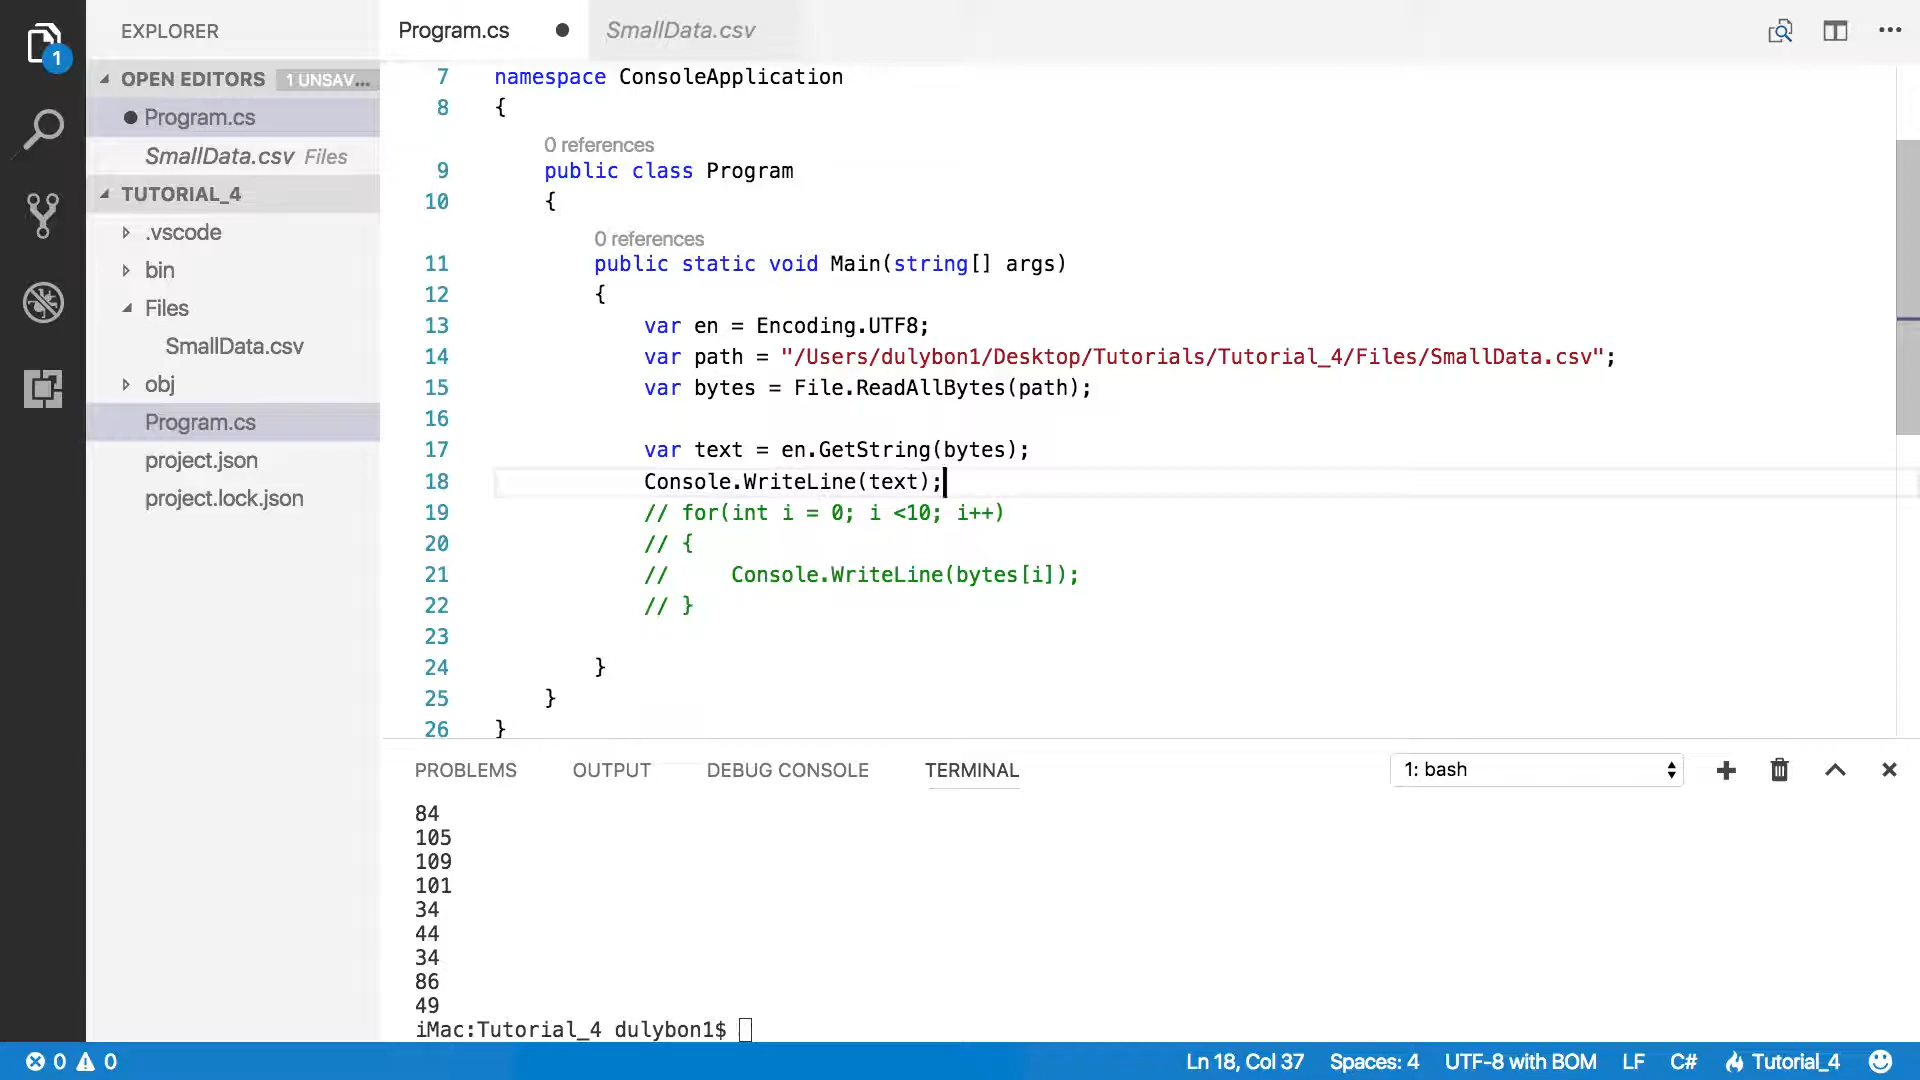 EXPLORER
OPEN EDITORS 1 UNSAV...
Program.cs
SmallData.csv Files
TUTORIAL_4
.vscode
bin
Files
SmallData.csv
obj
Program.cs
project.json
project.lock.json
1
Program.cs SmallData.csv
7 namespace ConsoleApplication
8 {
0 references
9 public class Program
10 {
0 references
11 public static void Main(string[] args)
12 {
13 var en = Encoding.UTF8;
14 var path = "/Users/dulybon1/Desktop/Tutorials/Tutorial_4/Files/SmallData.csv";
15 var bytes = File.ReadAllBytes(path);
16
17 var text = en.GetString(bytes);
18 Console.WriteLine(text);
19 // for(int i = 0; i <10; i++)
20 // {
21 // Console.WriteLine(bytes[i]);
22 // }
23
24 }
25 }
26 }
PROBLEMS OUTPUT DEBUG CONSOLE TERMINAL 1: bash
84
105
109
101
34
44
34
86
49
iMac:Tutorial_4 dulybon1$
0 0 Ln 18, Col 37 Spaces: 4 UTF-8 with BOM LF C# Tutorial_4